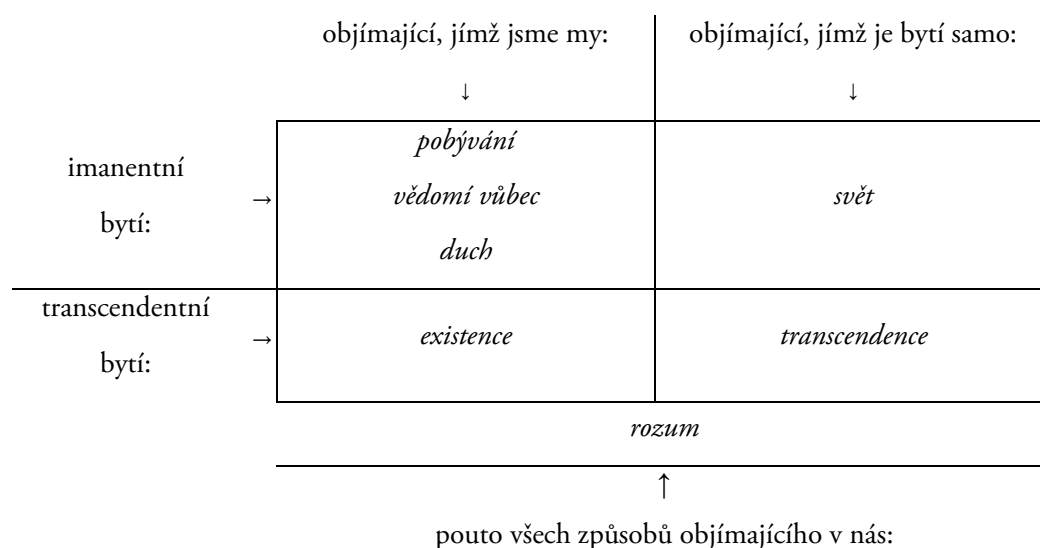 objímající, jímž jsme my: objímající, jímž je bytí samo:
↓ ↓
pobývání
imanentní
→ vědomí vůbec svět
bytí:
duch
transcendentní
→ existence transcendence
bytí:
rozum
↑
pouto všech způsobů objímajícího v nás: